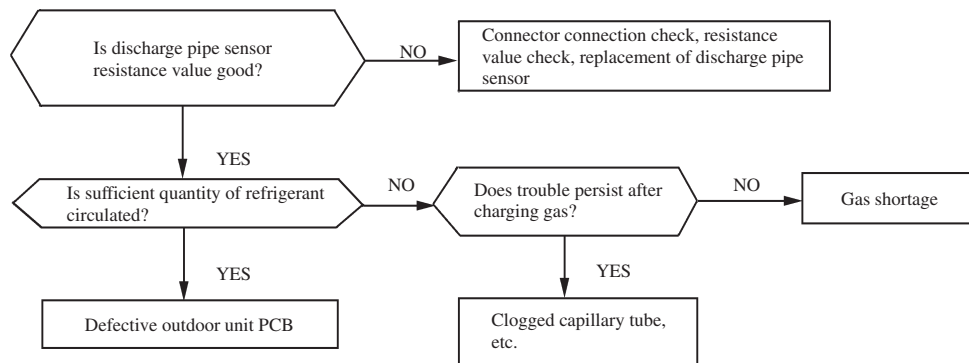 Is discharge pipe sensor
resistance value good?
NO
Connector connection check, resistance
value check, replacement of discharge pipe
sensor
YES
Is sufficient quantity of refrigerant
circulated?
NO
Does trouble persist after
charging gas?
NO
Gas shortage
YES
YES
Defective outdoor unit PCB
Clogged capillary tube,
etc.